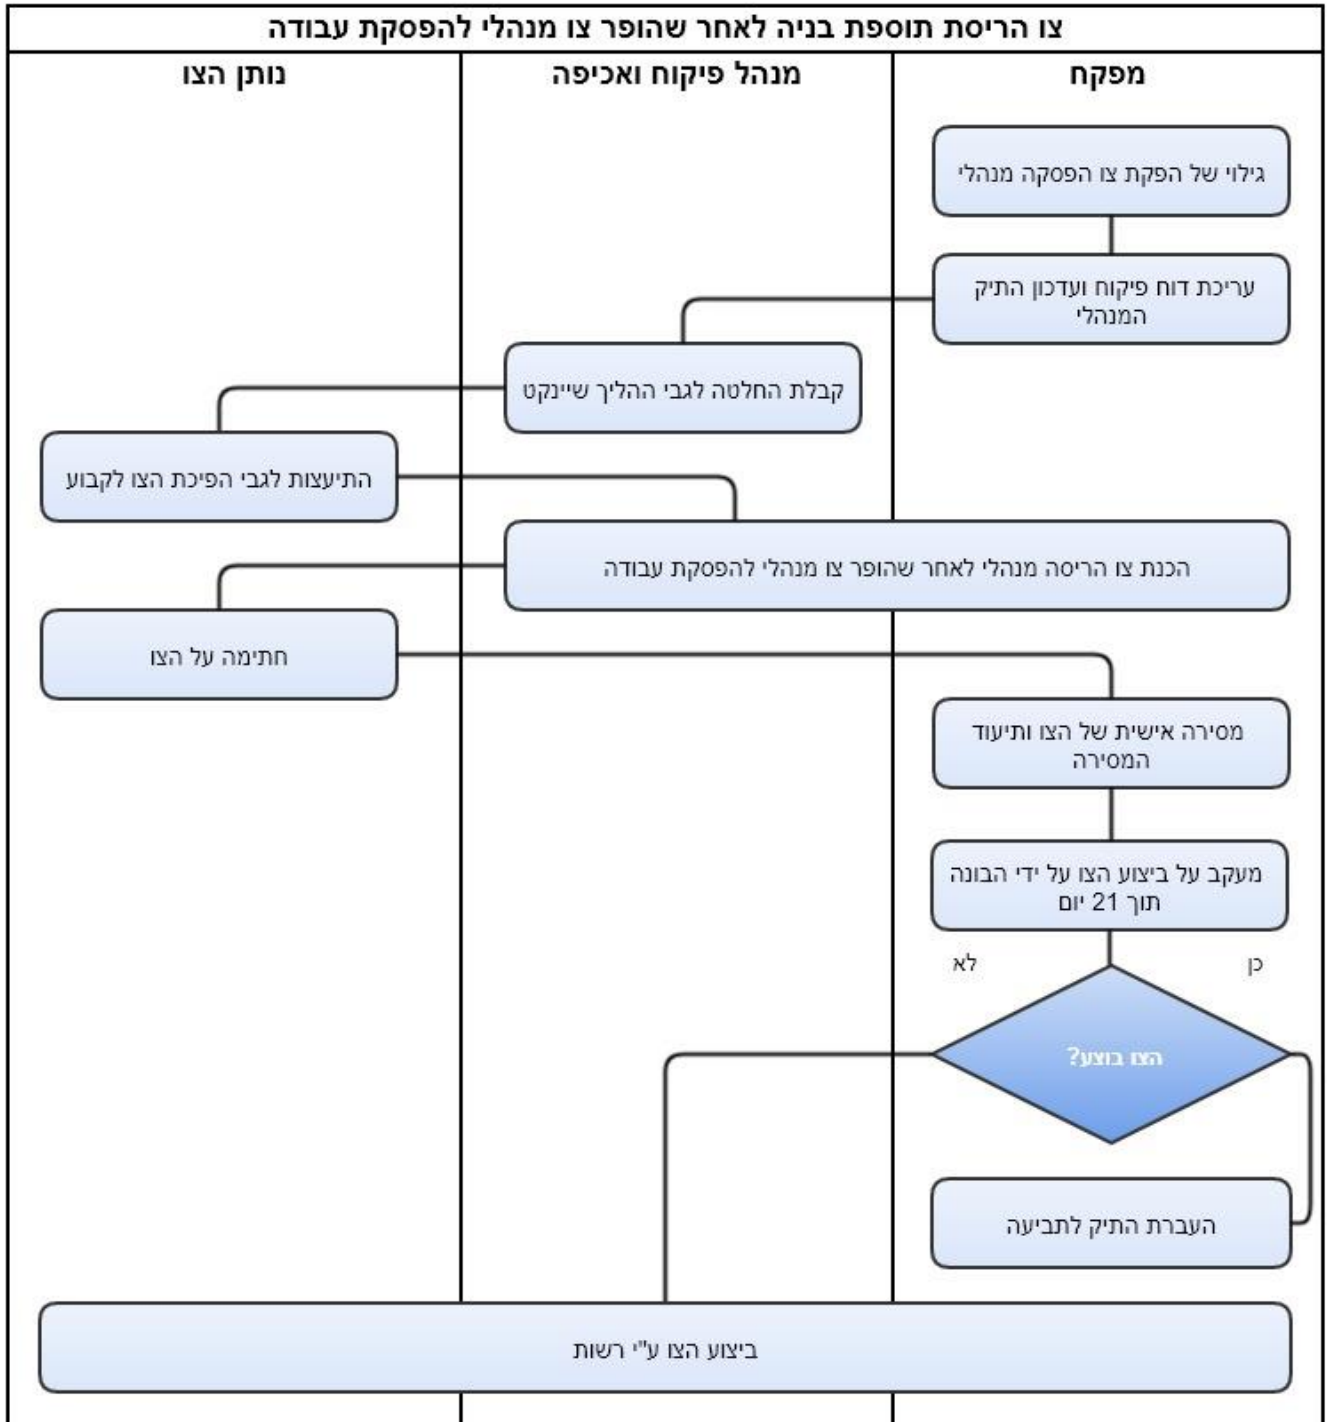 צו הריסת תוספת בניה לאחר שהופר צו מנהלי להפסקת עבודה
מפקח
מנהל פיקוח ואכיפה
נותן הצו
גילוי של הפקת צו הפסקה מנהלי
עריכת דוח פיקוח ועדכון התיק
המנהלי
קבלת החלטה לגבי ההליך שיינקט
התיעצות לגבי הפיכת הצו לקבוע
הכנת צו הריסה מנהלי לאחר שהופר צו מנהלי להפסקת עבודה
חתימה על הצו
מסירה אישית של הצו ותיעוד
המסירה
מעקב על ביצוע הצו על ידי הבונה
תוך 21 יום
כן
לא
הצו בוצע?
העברת התיק לתביעה
ביצוע הצו ע"י רשות